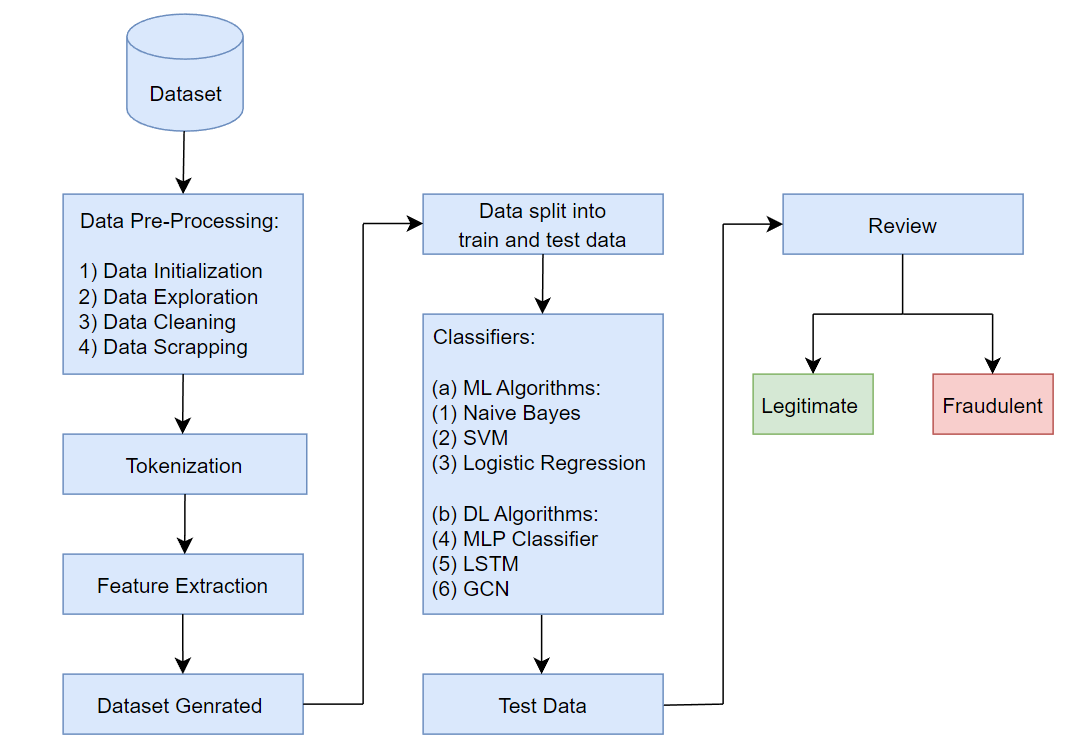 Dataset
Data Pre-Processing:
1) Data Initialization
2) Data Exploration
3) Data Cleaning
4) Data Scrapping
Tokenization
Feature Extraction
Dataset Genrated
Data split into
train and test data
Classifiers:
(a) ML Algorithms:
(1) Naive Bayes
(2) SVM
(3) Logistic Regression
(b) DL Algorithms:
(4) MLP Classifier
(5) LSTM
(6) GCN
Test Data
Review
Legitimate
Fraudulent